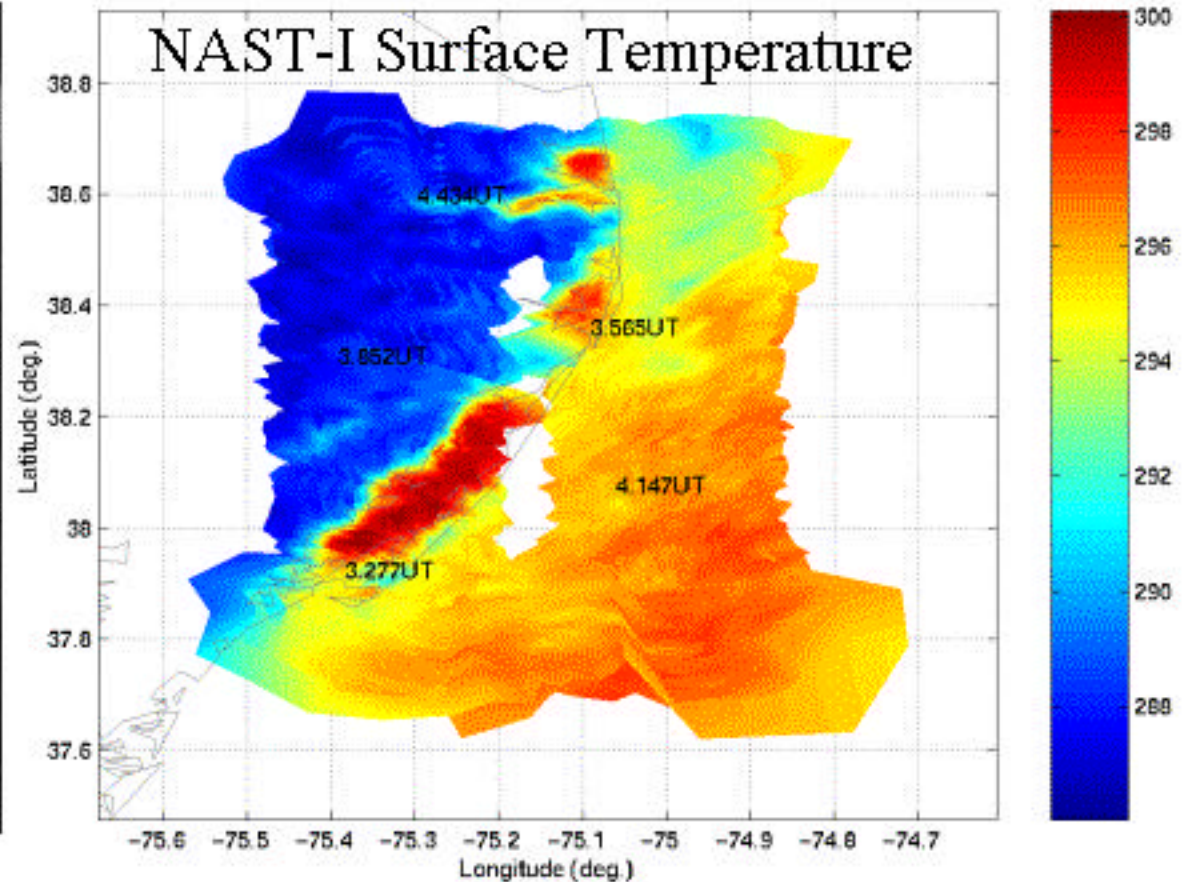 NAST-I Surface Temperature
300
298
296
294
292
290
288
38.8
38.6
38.4
38.2
38
37.8
37.6
Latitude (deg.)
4.434UT
3.565UT
3.852UT
4.147UT
3.277UT
-75.6 -75.5 -75.4 -75.3 -75.2 -75.1 -75 -74.9 -74.8 -74.7
Longitude (deg.)